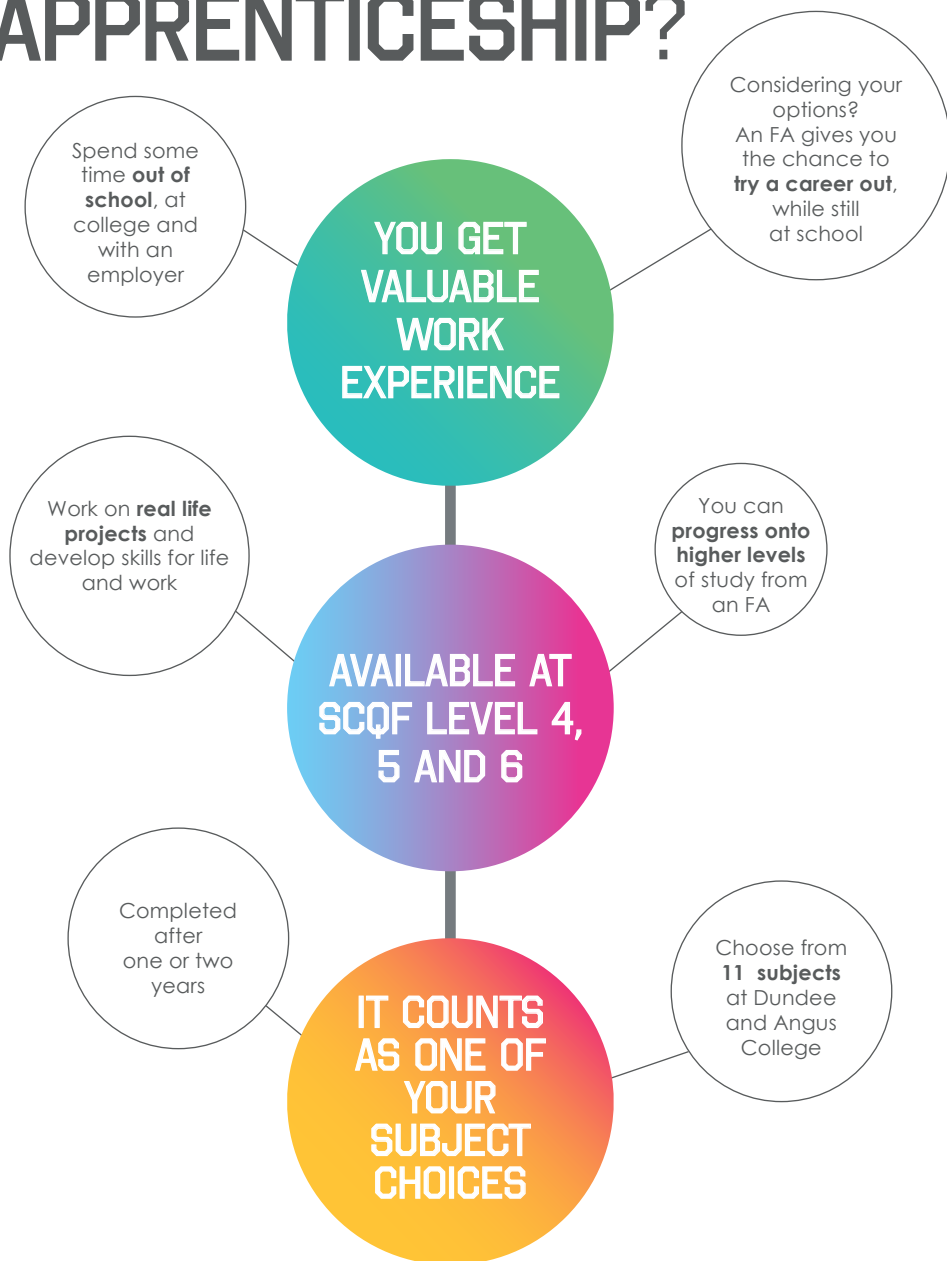 APPRENTICESHIP?
Considering your
options?
An FA gives you
the chance to
try a career out,
while still
at school
Spend some
time out of
school, at
college and
with an
employer
YOU GET
VALUABLE
WORK
EXPERIENCE
Work on real life
projects and
develop skills for life
and work
You can
progress onto
higher levels
of study from
an FA
AVAILABLE AT
SCQF LEVEL 4,
5 AND 6
Completed
after
one or two
years
Choose from
11 subjects
at Dundee
and Angus
College
IT COUNTS
AS ONE OF
YOUR
SUBJECT
CHOICES